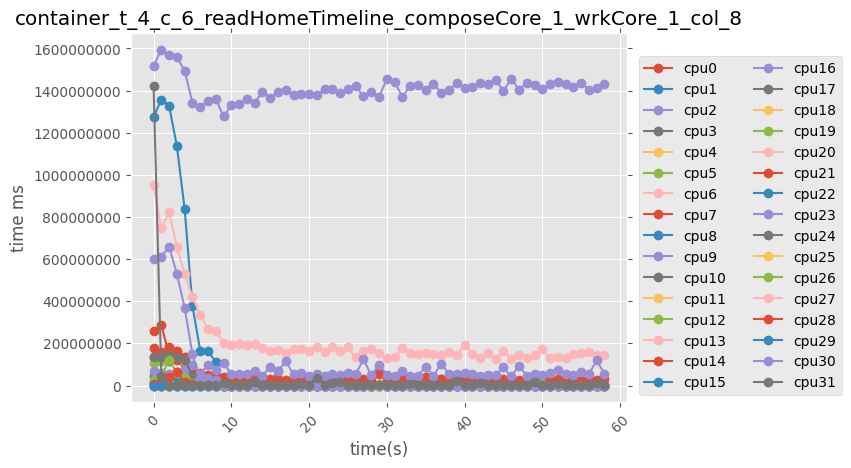 container_t_4_c_6_readHomeTimeline_composeCore_1_wrkCore_1_col_8
time ms
1600000000
1400000000
1200000000
1000000000
800000000
600000000
400000000
200000000
0
0
10
20
30
40
50
60
time(s)
cpu0
cpu1
cpu2
cpu3
cpu4
cpu5
cpu6
cpu7
cpu8
cpu9
cpu10
cpu11
cpu12
cpu13
cpu14
cpu15
cpu16
cpu17
cpu18
cpu19
cpu20
cpu21
cpu22
cpu23
cpu24
cpu25
cpu26
cpu27
cpu28
cpu29
cpu30
cpu31